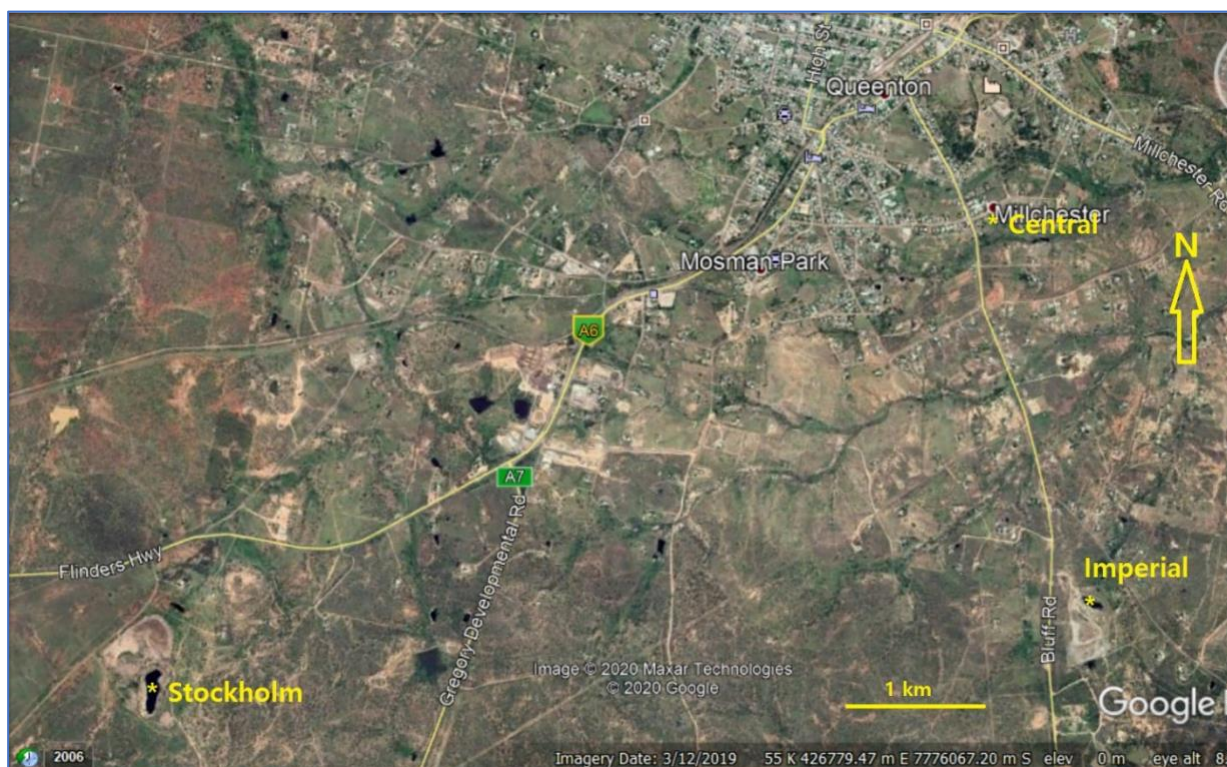 High St
Queenton
Millchester Rd
Millchester
* Central
Mosman Park
N
A6
A7
Flinders Hwy
Gregory Developmental Rd
Imperial
*
Bluff Rd
* Stockholm
Image © 2020 Maxar Technologies
© 2020 Google
1 km
Google
2006
Imagery Date: 3/12/2019 55 K 426779.47 m E 7776067.20 m S elev 0 m eye alt 8.